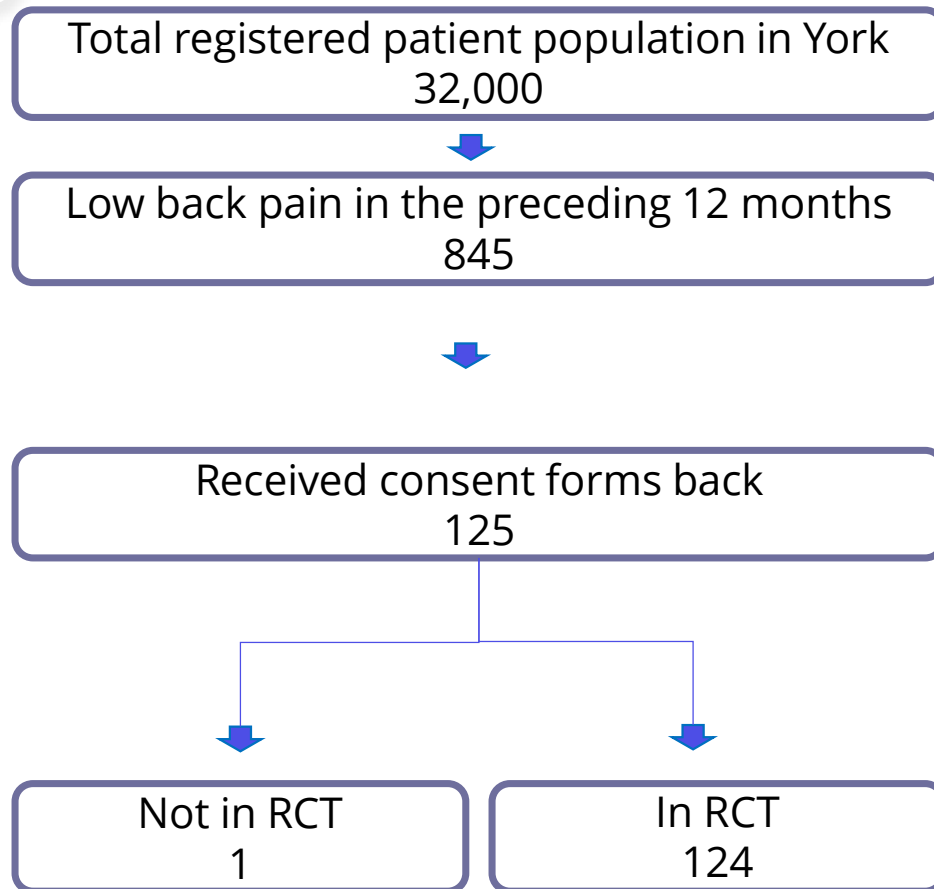 Total registered patient population in York
32,000
Low back pain in the preceding 12 months
845
Received consent forms back
125
Not in RCT
1
In RCT
124